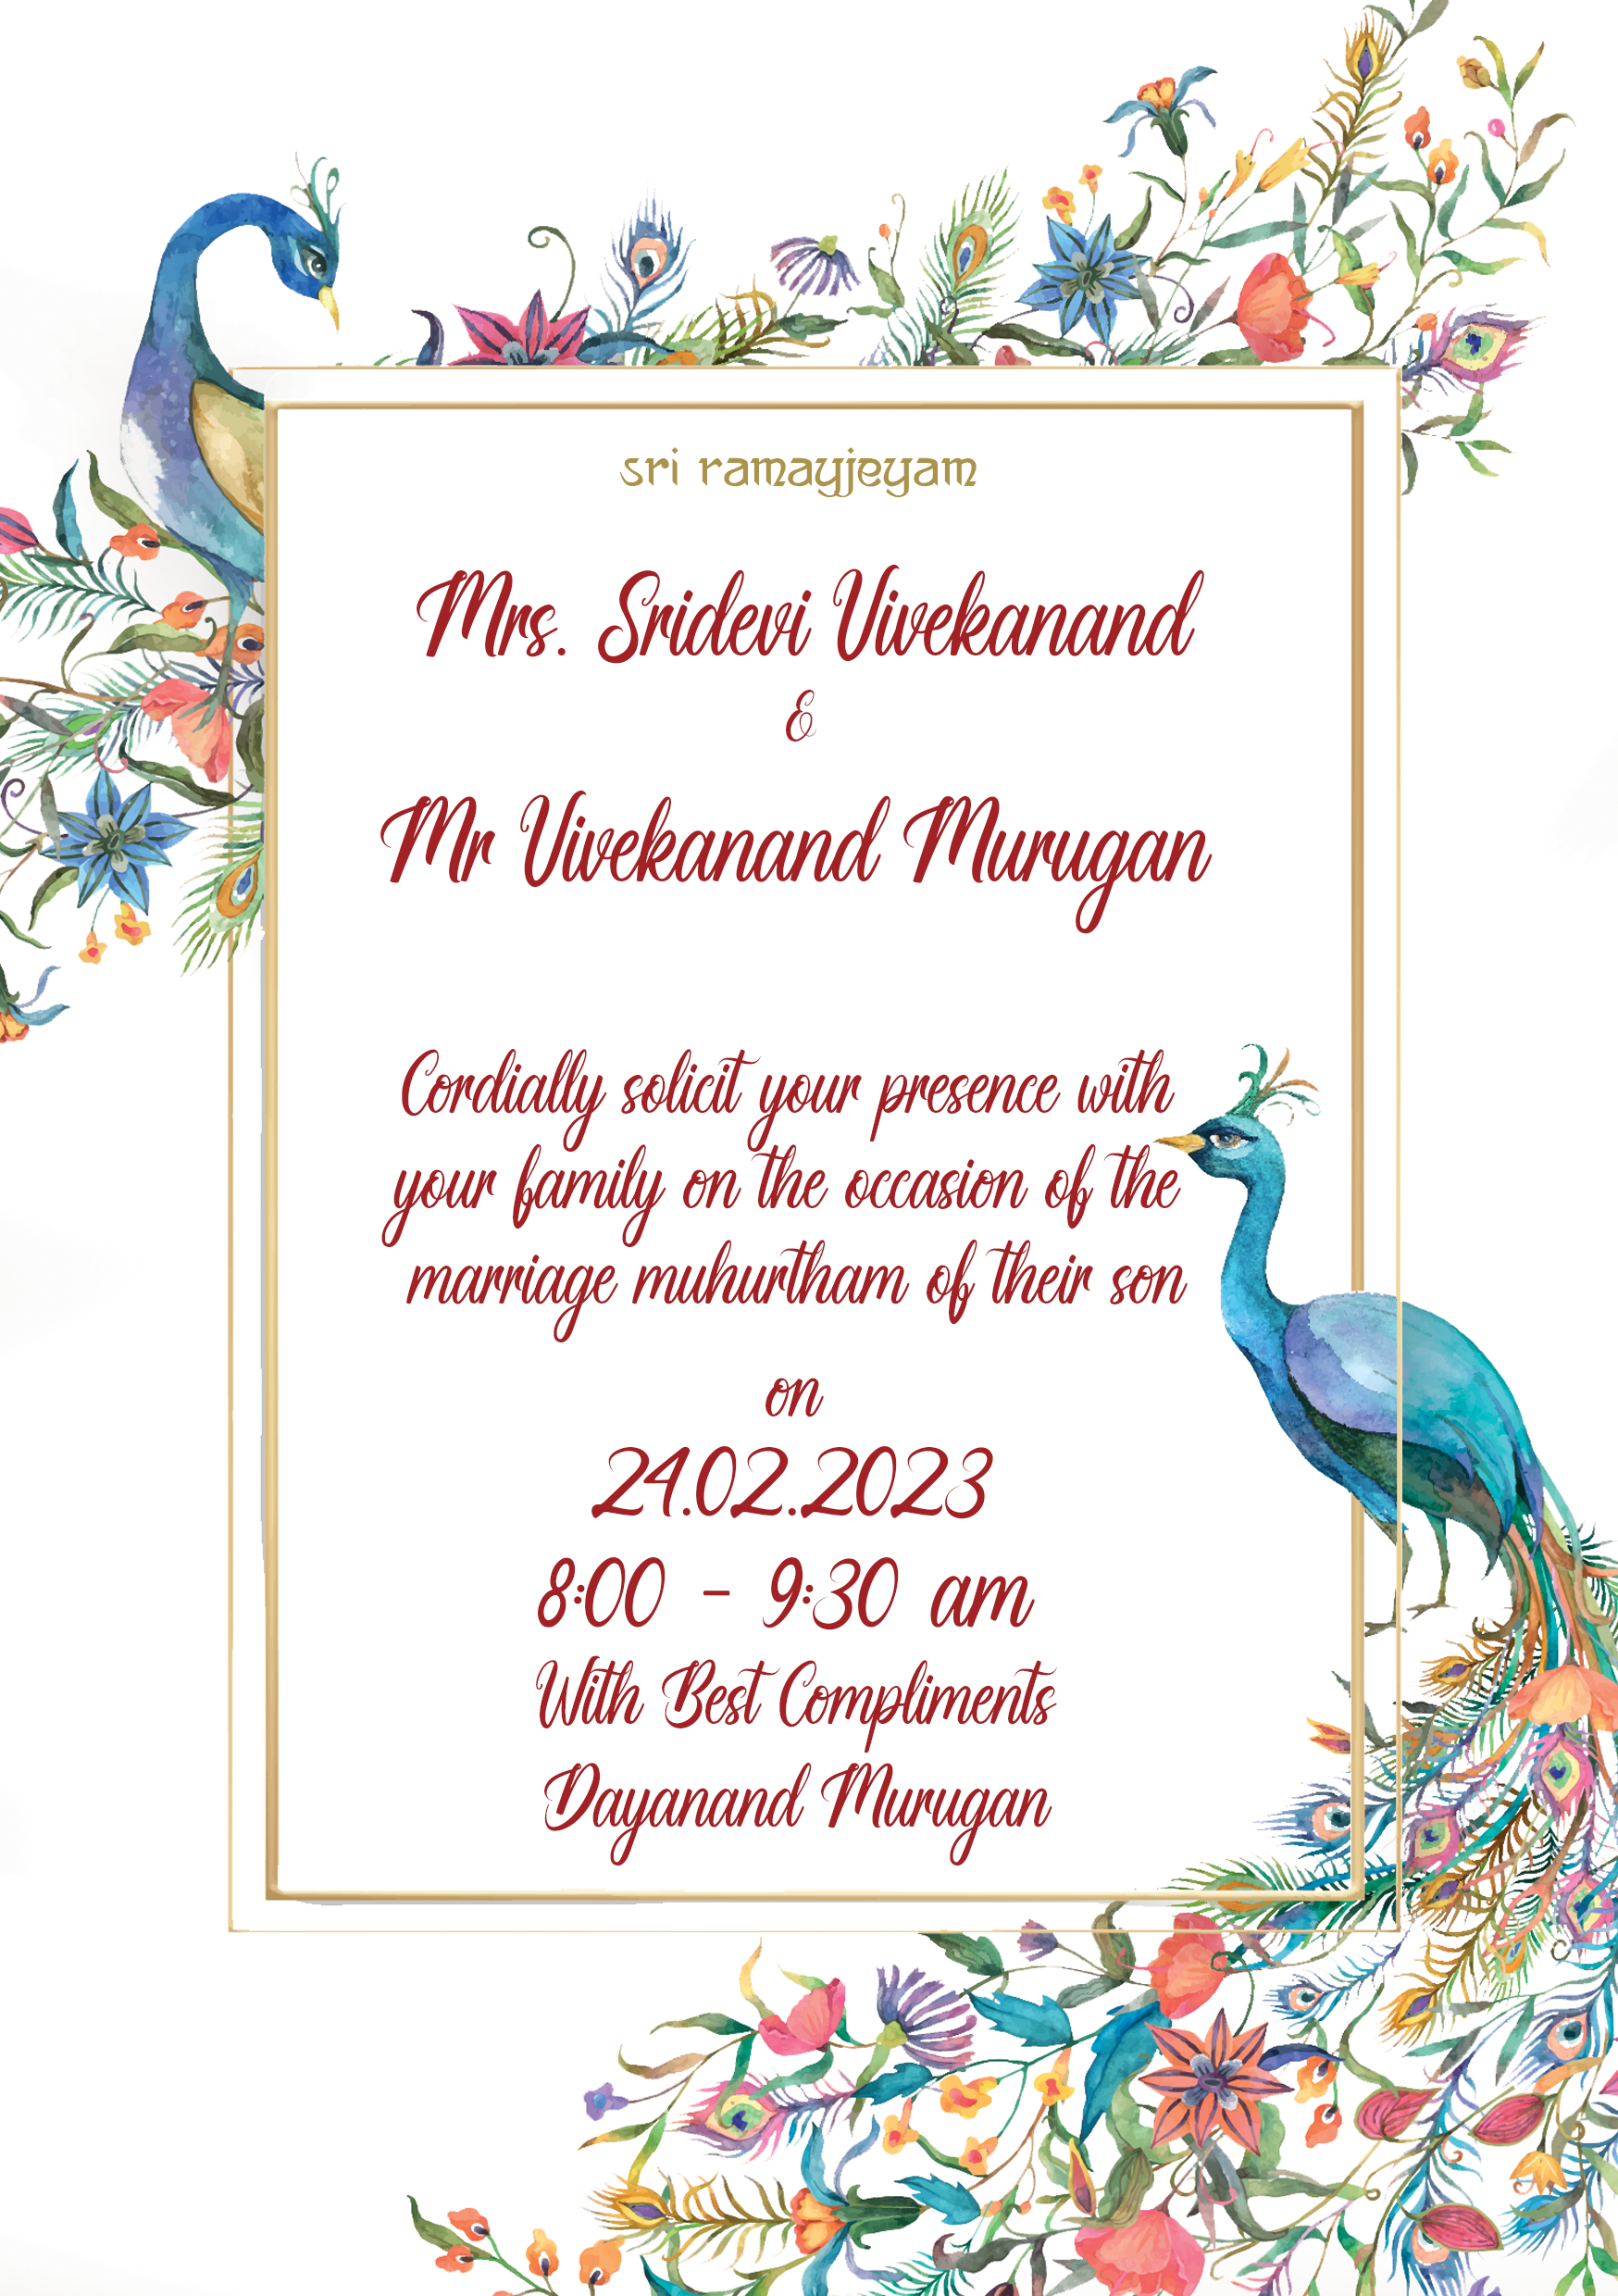 sri ramayjeyam
Mrs. Sridevi Vivekanand
&
Mr Vivekanand Murugan
Cordially solicit your presence with
your family on the occasion of the
marriage muhurtham of their son
on
24.02.2023
8:00 - 9:30 am
With Best Compliments
Dayanand Murugan